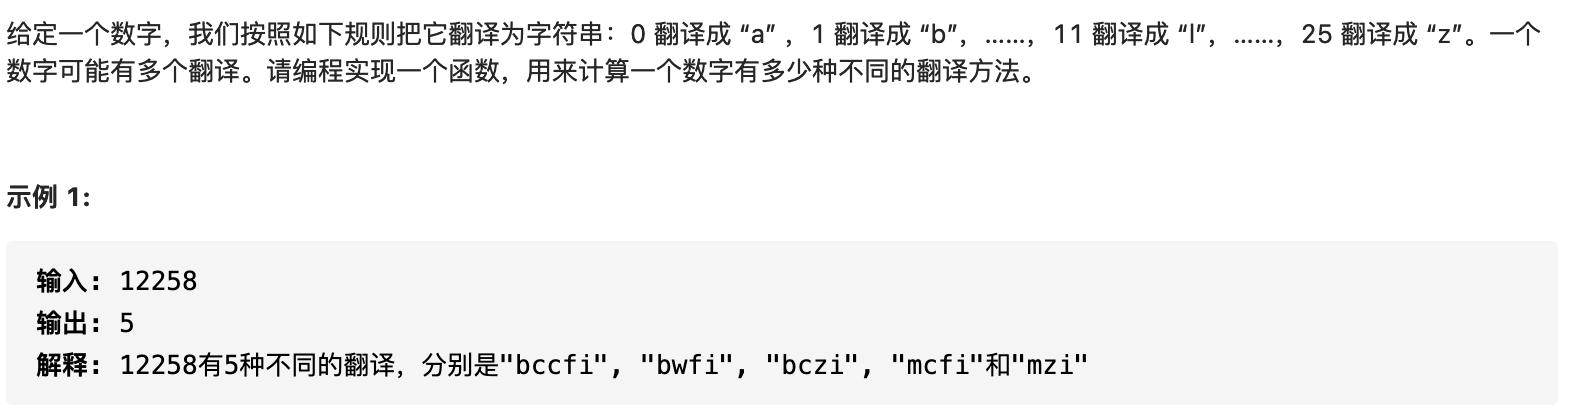 给定一个数字，我们按照如下规则把它翻译为字符串：0 翻译成 “a” ，1 翻译成 “b”，……，11 翻译成 “l”，……，25 翻译成 “z”。一个
数字可能有多个翻译。请编程实现一个函数，用来计算一个数字有多少种不同的翻译方法。
示例 1:
输入: 12258
输出: 5
解释: 12258有5种不同的翻译，分别是"bccfi", "bwfi", "bczi", "mcfi"和"mzi"